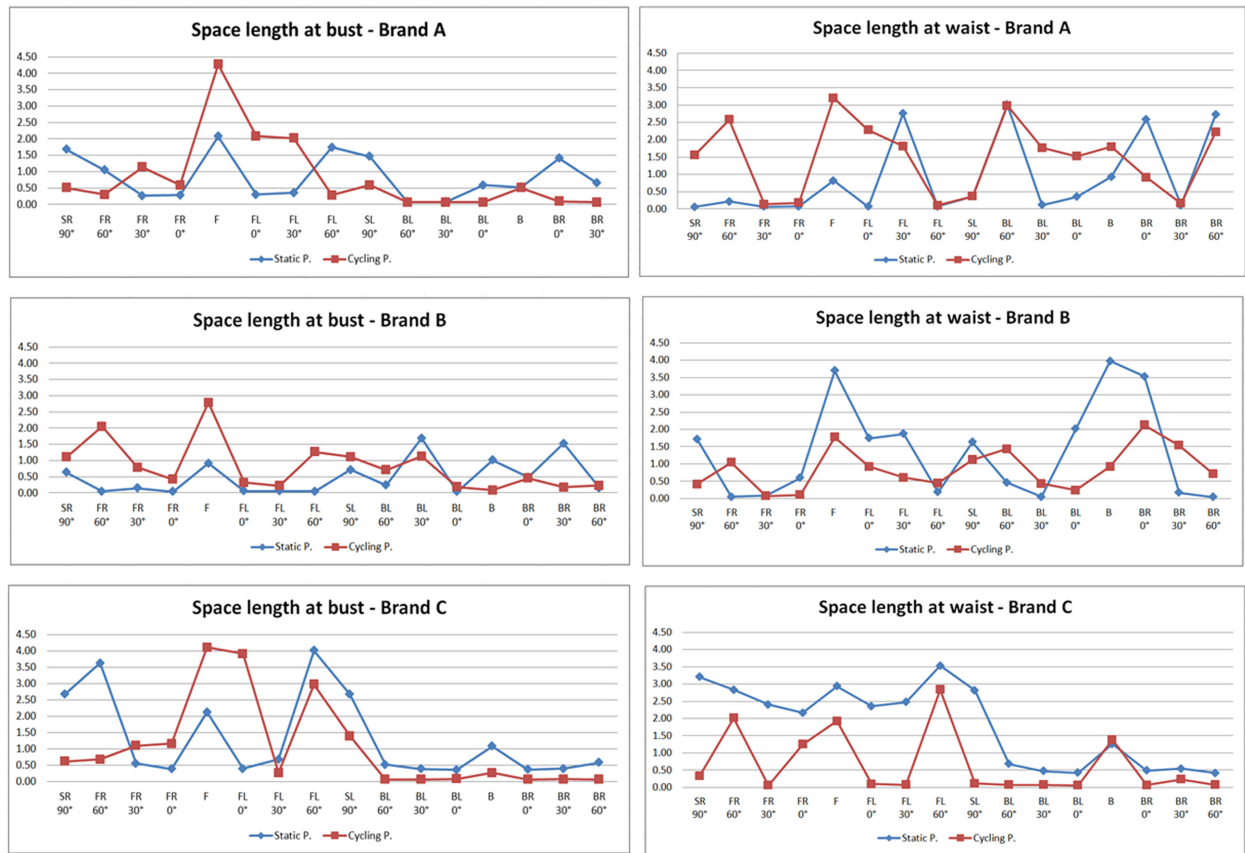 Space length at bust - Brand A
4.50
4.00
3.50
3.00
2.50
2.00
1.50
1.00
0.50
0.00
SR FR FR FR F FL FL FL SL BL BL BL B BR BR
90° 60° 30° 0° 0° 30° 60° 90° 60° 30° 0° 0° 30°
Static P. Cycling P.
Space length at waist - Brand A
4.50
4.00
3.50
3.00
2.50
2.00
1.50
1.00
0.50
0.00
SR FR FR FR F FL FL FL SL BL BL BL B BR BR BR
90° 60° 30° 0° 0° 30° 60° 90° 60° 30° 0° 0° 30° 60°
Static P. Cycling P.
Space length at bust - Brand B
4.50
4.00
3.50
3.00
2.50
2.00
1.50
1.00
0.50
0.00
SR FR FR FR F FL FL FL SL BL BL BL B BR BR BR
90° 60° 30° 0° 0° 30° 60° 90° 60° 30° 0° 0° 30° 60°
Static P. Cycling P.
Space length at waist - Brand B
4.50
4.00
3.50
3.00
2.50
2.00
1.50
1.00
0.50
0.00
SR FR FR FR F FL FL FL SL BL BL BL B BR BR BR
90° 60° 30° 0° 0° 30° 60° 90° 60° 30° 0° 0° 30° 60°
Static P. Cycling P.
Space length at bust - Brand C
4.50
4.00
3.50
3.00
2.50
2.00
1.50
1.00
0.50
0.00
SR FR FR FR F FL FL FL SL BL BL BL B BR BR BR
90° 60° 30° 0° 0° 30° 60° 90° 60° 30° 0° 0° 30° 60°
Static P. Cycling P.
Space length at waist - Brand C
4.50
4.00
3.50
3.00
2.50
2.00
1.50
1.00
0.50
0.00
SR FR FR FR F FL FL FL SL BL BL BL B BR BR BR
90° 60° 30° 0° 0° 30° 60° 90° 60° 30° 0° 0° 30° 60°
Static P. Cycling P.